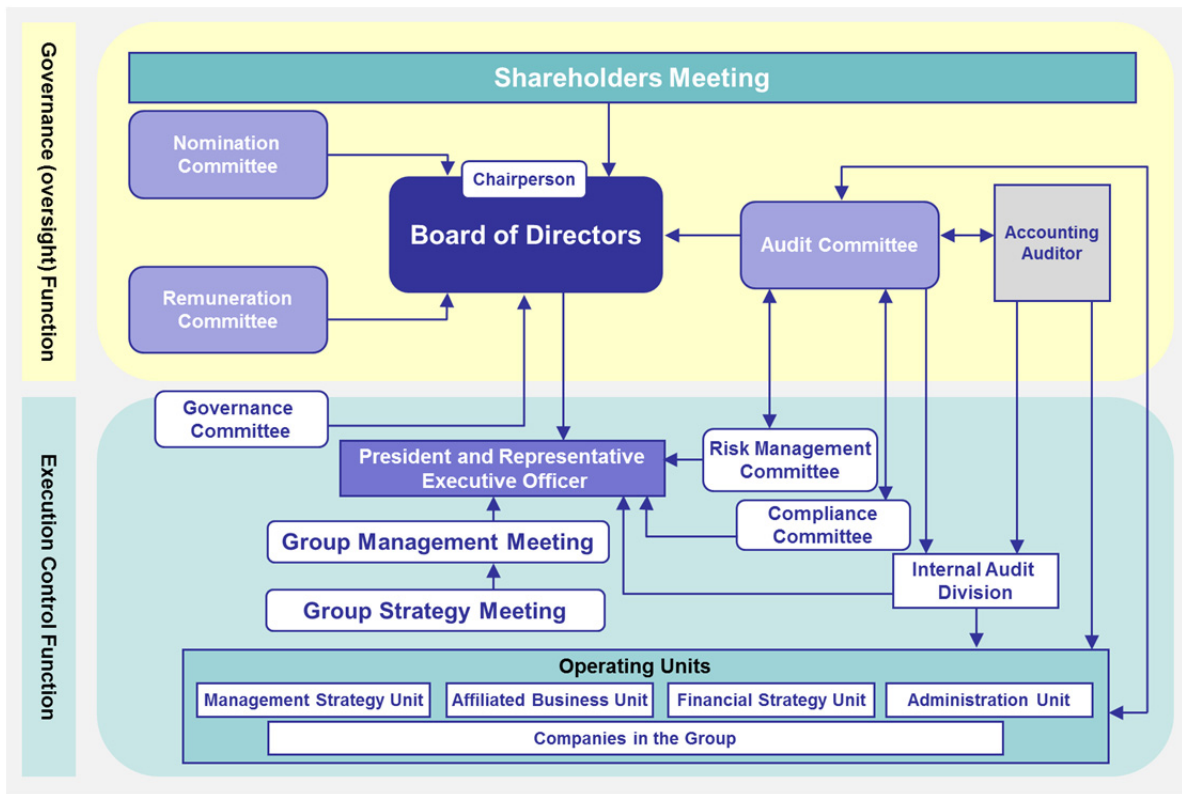 Governance (oversight) Function
Shareholders Meeting
Nomination
Committee
Chairperson
Board of Directors
Audit Committee
Accounting
Auditor
Remuneration
Committee
Execution Control Function
Governance
Committee
President and Representative
Executive Officer
Risk Management
Committee
Compliance
Committee
Group Management Meeting
Internal Audit
Division
Group Strategy Meeting
Operating Units
Management Strategy Unit
Affiliated Business Unit
Financial Strategy Unit
Administration Unit
Companies in the Group